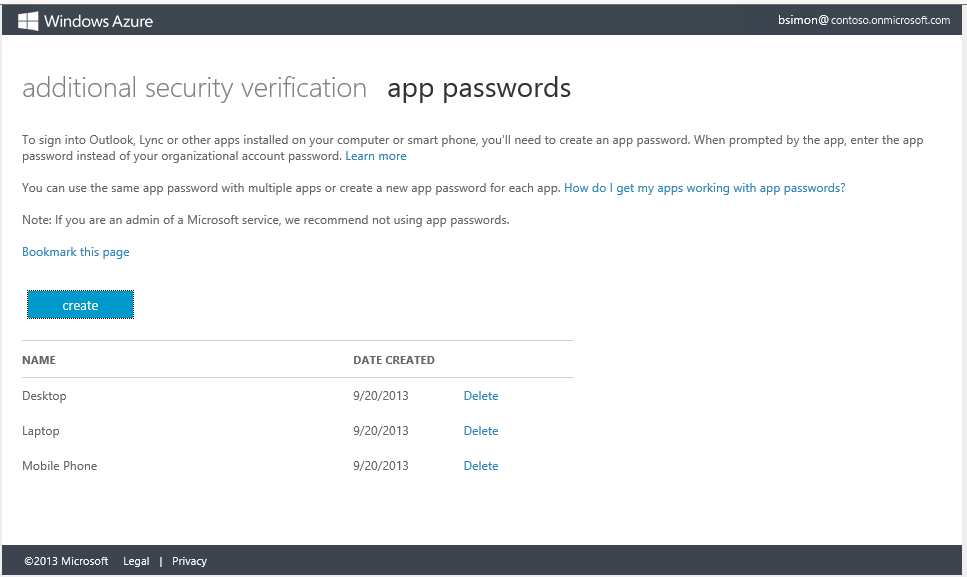 Windows Azure
bsimon@contoso.onmicrosoft.com
additional security verification app passwords
To sign into Outlook, Lync or other apps installed on your computer or smart phone, you'll need to create an app password. When prompted by the app, enter the app
password instead of your organizational account password. Learn more
You can use the same app password with multiple apps or create a new app password for each app. How do I get my apps working with app passwords?
Note: If you are an admin of a Microsoft service, we recommend not using app passwords.
Bookmark this page
create
NAME DATE CREATED
Desktop 9/20/2013 Delete
Laptop 9/20/2013 Delete
Mobile Phone 9/20/2013 Delete
©2013 Microsoft Legal | Privacy